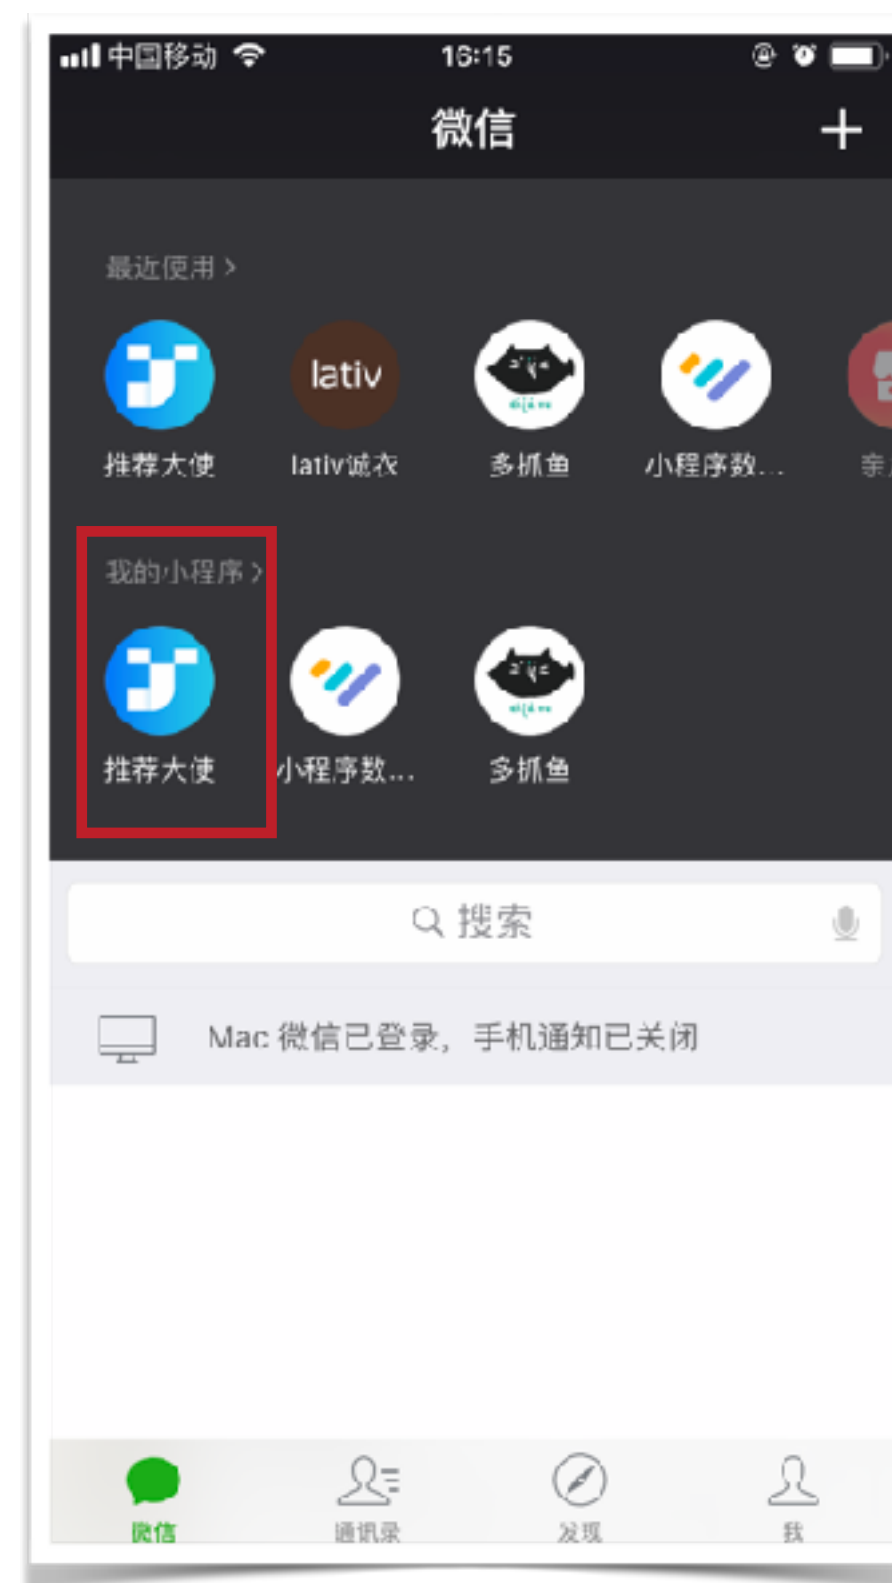 中国移动 16:15
微信
最近使用 >
lativ
推荐大使 lativ诚衣 多抓鱼 小程序数... 亲
我的小程序 >
推荐大使 小程序数... 多抓鱼
搜索
Mac 微信已登录，手机通知已关闭
微信 通讯录 发现 我